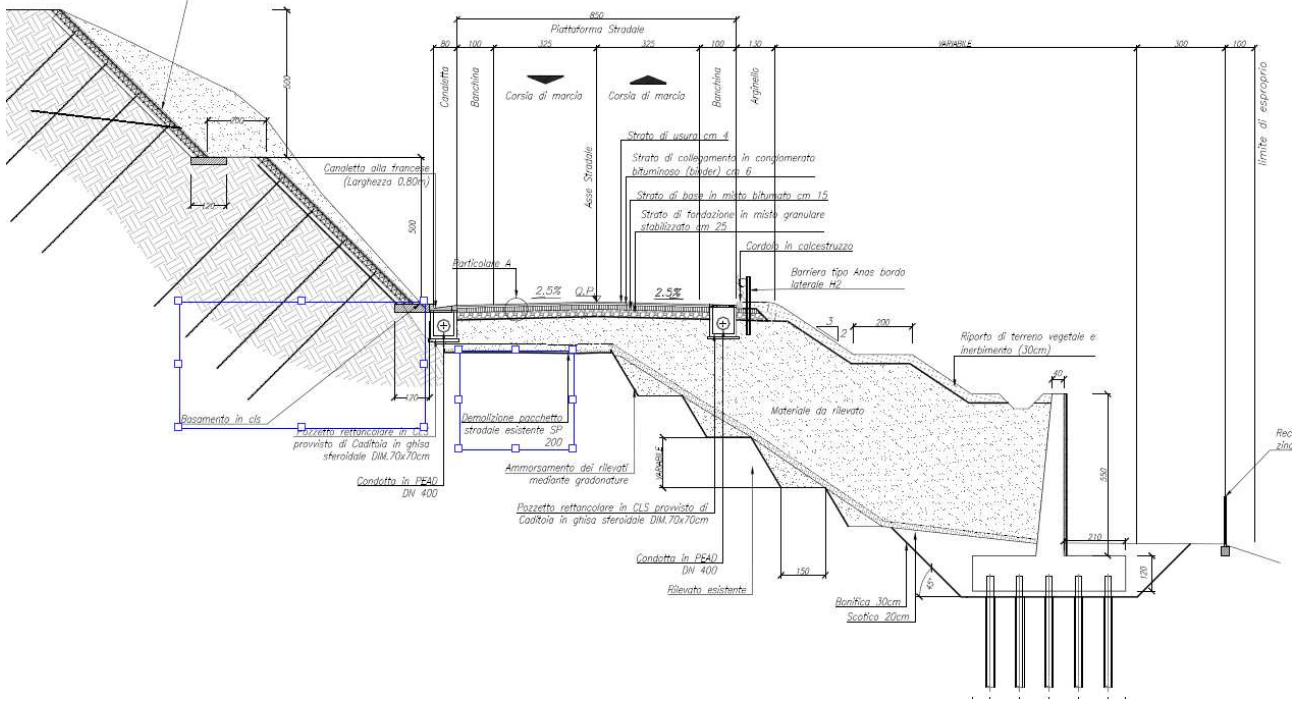 850
Piattaforma Stradale
80
100
325
325
100
130
VARIABILE
300
100
Canaletta
Banchina
Corsia di marcia
Corsia di marcia
Banchina
Arginello
limite di esproprio
500
200
120
500
Asse Stradale
Strato di usura cm 4
Strato di collegamento in conglomerato
bituminoso (binder) cm 6
Strato di base in misto bitumato cm 15
Strato di fondazione in misto granulare
stabilizzato cm 25
Canaletta alla francese
(Larghezza 0.80m)
Cordolo in calcestruzzo
Particolare A
Barriera tipo Anas bordo
laterale H2
2.5%
Q.P.
2.5%
3
2
200
Riporto di terreno vegetale e
inerbimento (30cm)
40
120
Basamento in cls
Materiale da rilevato
Pozzetto rettancolare in CLS
provvisto di Caditoia in ghisa
sferoidale DIM.70x70cm
Demolizione pacchetto
stradale esistente SP
200
Ammorsamento dei rilevati
mediante gradonature
VARIABILE
Condotta in PEAD
DN 400
Pozzetto rettancolare in CLS provvisto di
Caditoia in ghisa sferoidale DIM.70x70cm
550
Rec
zinc
210
120
Condotta in PEAD
DN 400
150
Rilevato esistente
45°
Bonifica 30cm
Scotico 20cm